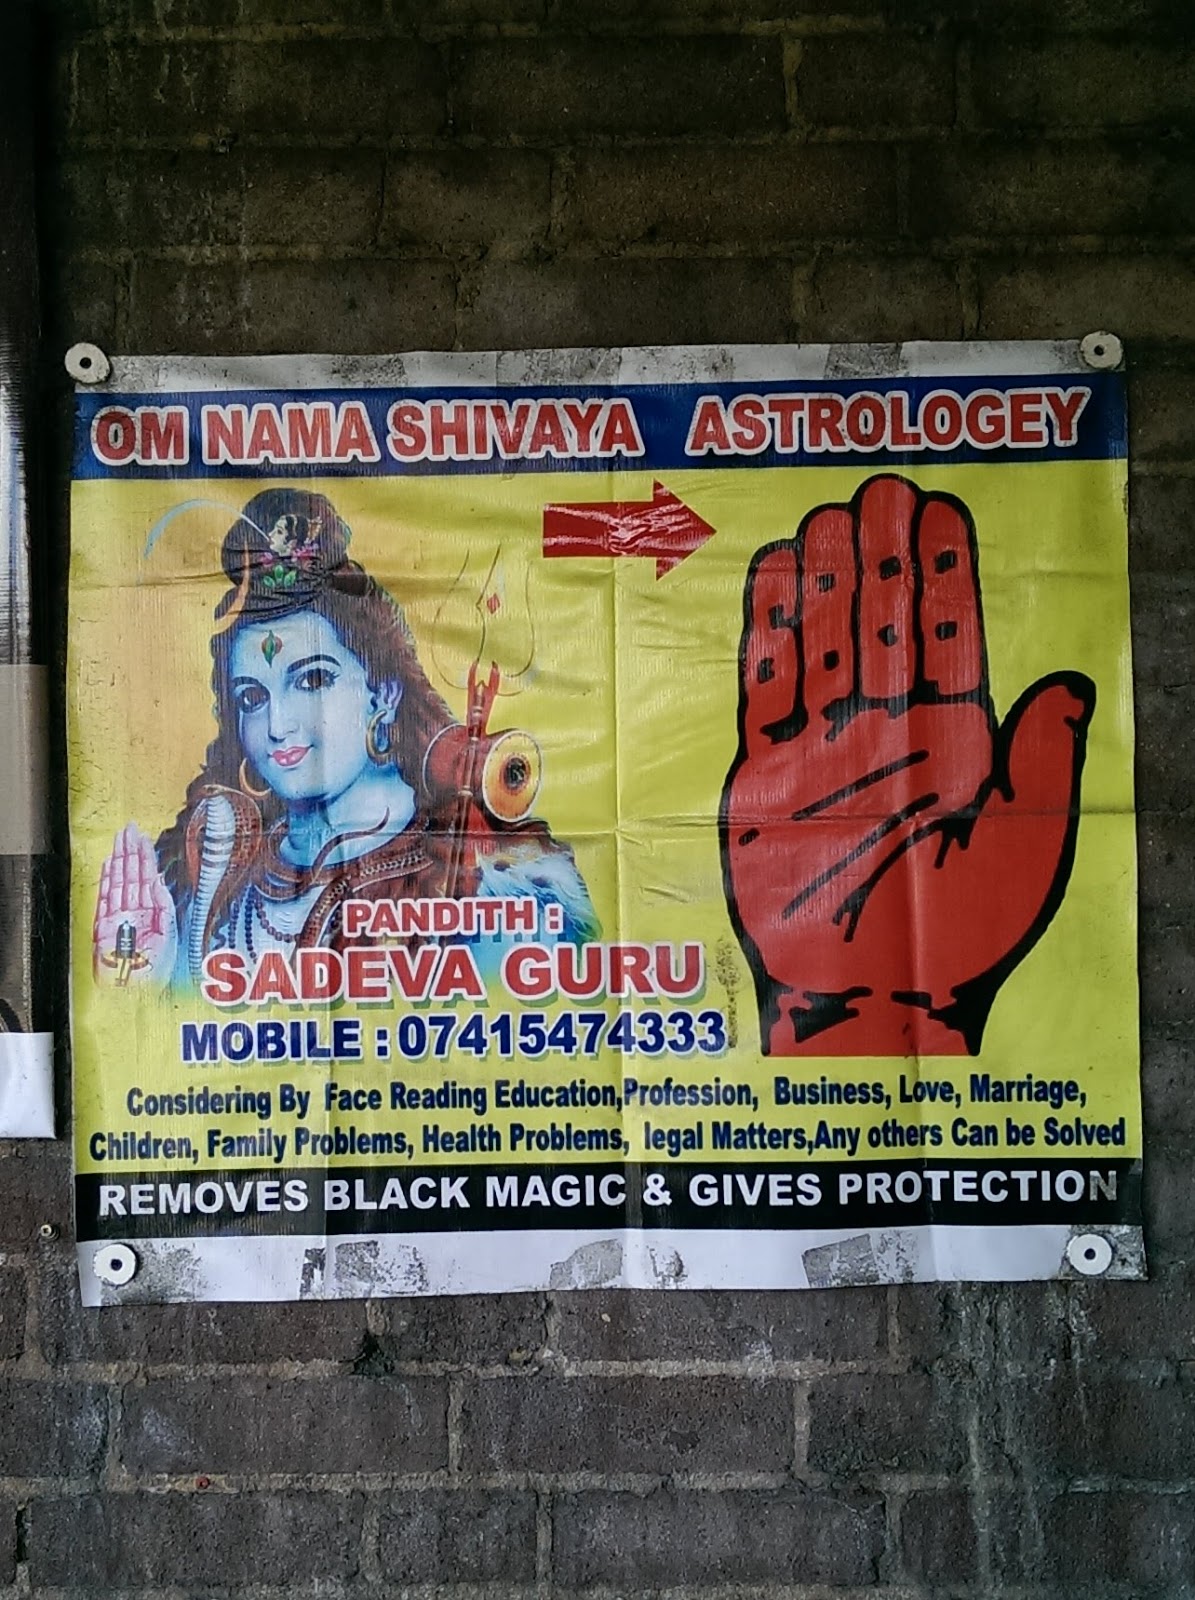 OM NAMA SHIVAYA ASTROLOGEY
PANDITH :
SADEVA GURU
MOBILE : 07415474333
Considering By Face Reading Education,Profession, Business, Love, Marriage,
Children, Family Problems, Health Problems, legal Matters,Any others Can be Solved
REMOVES BLACK MAGIC & GIVES PROTECTION